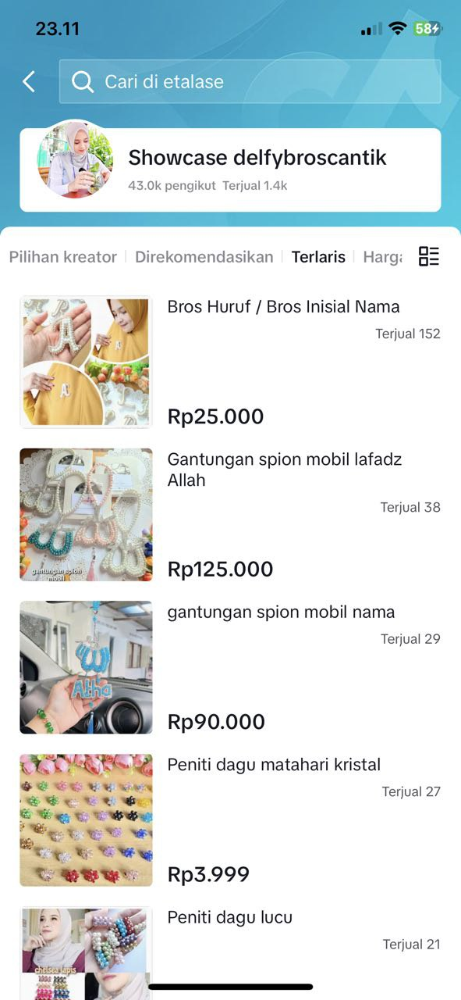 23.11
58
Cari di etalase
Showcase delfybroscantik
43.0k pengikut Terjual 1.4k
Pilihan kreator
Direkomendasikan
Terlaris
Harga
Bros Huruf / Bros Inisial Nama
Terjual 152
Rp25.000
Gantungan spion mobil lafadz
Allah
Terjual 38
gantungan spion
mobil
Rp125.000
gantungan spion mobil nama
Terjual 29
Atha
Rp90.000
Peniti dagu matahari kristal
Terjual 27
Rp3.999
Peniti dagu lucu
Terjual 21
chelsea lapis